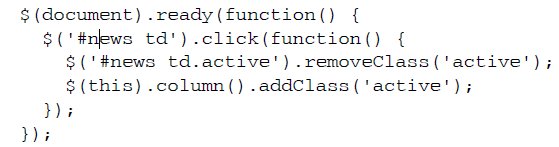 $(document).ready(function() {
$('#news td').click(function() {
$('#news td.active').removeClass('active');
$(this).column().addClass('active');
});
});